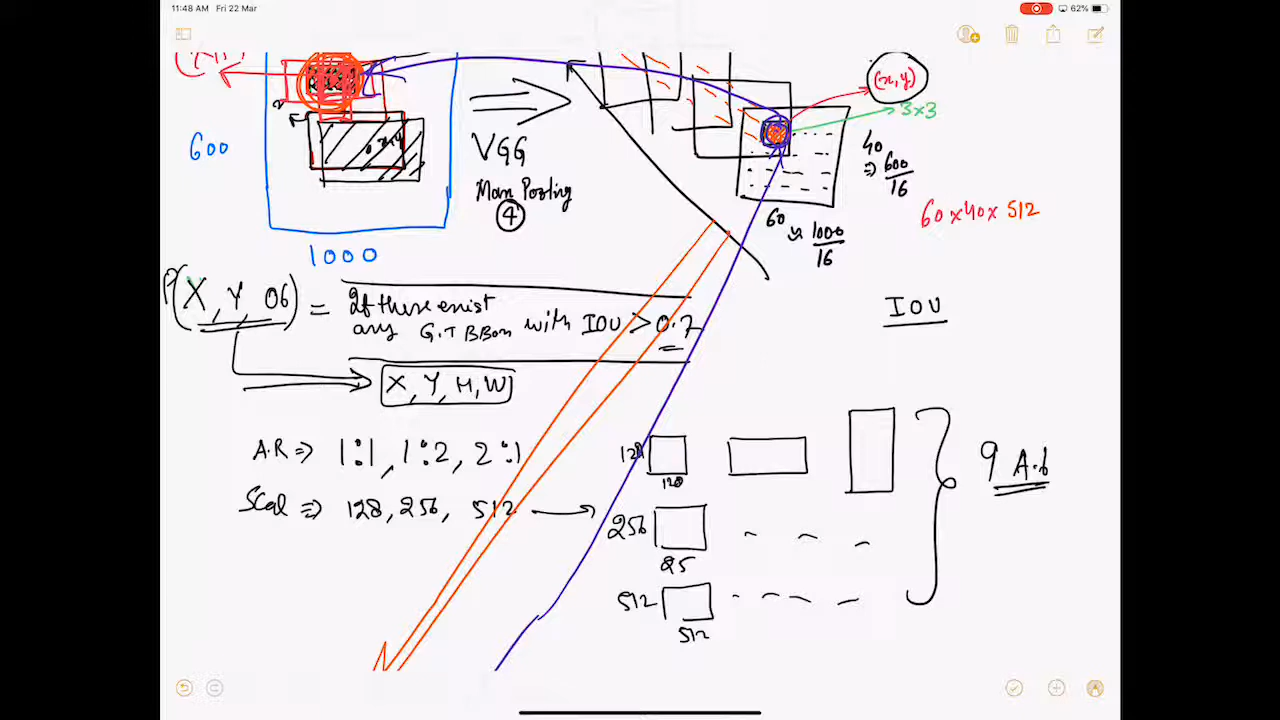 11:48 AM Fri 22 Mar
62%
(x,y)
3×3
600
x,y
VGG
Max Pooling
4
40
⇒ 600/16
60
≈ 1000/16
60×40×512
1000
P(X, Y, Ob) = If there exist
any G.T BBox with IOU > 0.7
IOU
X, Y, H, W
A.R ⇒ 1:1, 1:2, 2:1
128
128
9 A.b
Scal ⇒ 128, 256, 512
256
25
512
512